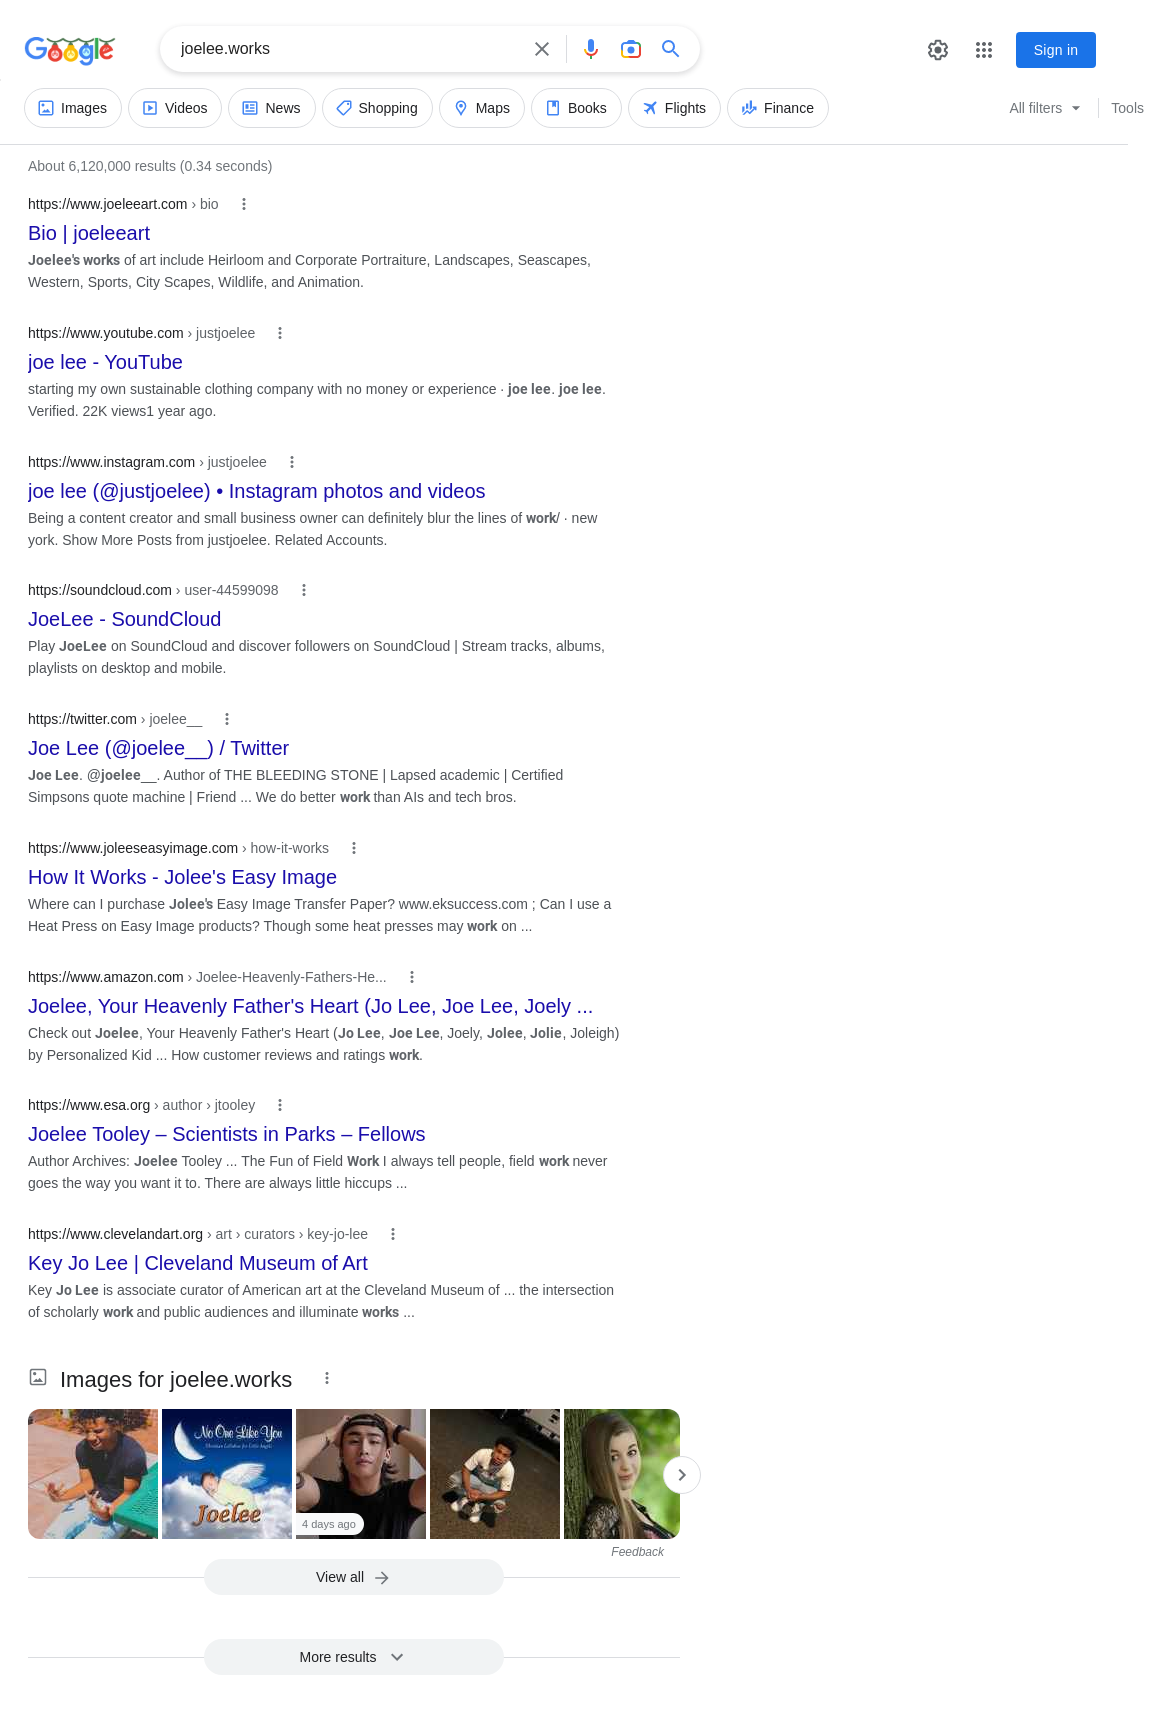 Google
joelee.works
Sign in
Images
Videos
News
Shopping
Maps
Books
Flights
Finance
All filters
Tools
About 6,120,000 results (0.34 seconds)
https://www.joeleeart.com › bio
Bio | joeleeart
Joelee's works of art include Heirloom and Corporate Portraiture, Landscapes, Seascapes,
Western, Sports, City Scapes, Wildlife, and Animation.
https://www.youtube.com › justjoelee
joe lee - YouTube
starting my own sustainable clothing company with no money or experience · joe lee. joe lee.
Verified. 22K views1 year ago.
https://www.instagram.com › justjoelee
joe lee (@justjoelee) • Instagram photos and videos
Being a content creator and small business owner can definitely blur the lines of work/ · new
york. Show More Posts from justjoelee. Related Accounts.
https://soundcloud.com › user-44599098
JoeLee - SoundCloud
Play JoeLee on SoundCloud and discover followers on SoundCloud | Stream tracks, albums,
playlists on desktop and mobile.
https://twitter.com › joelee__
Joe Lee (@joelee__) / Twitter
Joe Lee. @joelee__. Author of THE BLEEDING STONE | Lapsed academic | Certified
Simpsons quote machine | Friend ... We do better work than AIs and tech bros.
https://www.joleeseasyimage.com › how-it-works
How It Works - Jolee's Easy Image
Where can I purchase Jolee's Easy Image Transfer Paper? www.eksuccess.com ; Can I use a
Heat Press on Easy Image products? Though some heat presses may work on ...
https://www.amazon.com › Joelee-Heavenly-Fathers-He...
Joelee, Your Heavenly Father's Heart (Jo Lee, Joe Lee, Joely ...
Check out Joelee, Your Heavenly Father's Heart (Jo Lee, Joe Lee, Joely, Jolee, Jolie, Joleigh)
by Personalized Kid ... How customer reviews and ratings work.
https://www.esa.org › author › jtooley
Joelee Tooley – Scientists in Parks – Fellows
Author Archives: Joelee Tooley ... The Fun of Field Work I always tell people, field work never
goes the way you want it to. There are always little hiccups ...
https://www.clevelandart.org › art › curators › key-jo-lee
Key Jo Lee | Cleveland Museum of Art
Key Jo Lee is associate curator of American art at the Cleveland Museum of ... the intersection
of scholarly work and public audiences and illuminate works ...
Images for joelee.works
No One Like You
Christian Lullabies for Little Angels
Joelee
4 days ago
Feedback
View all
More results